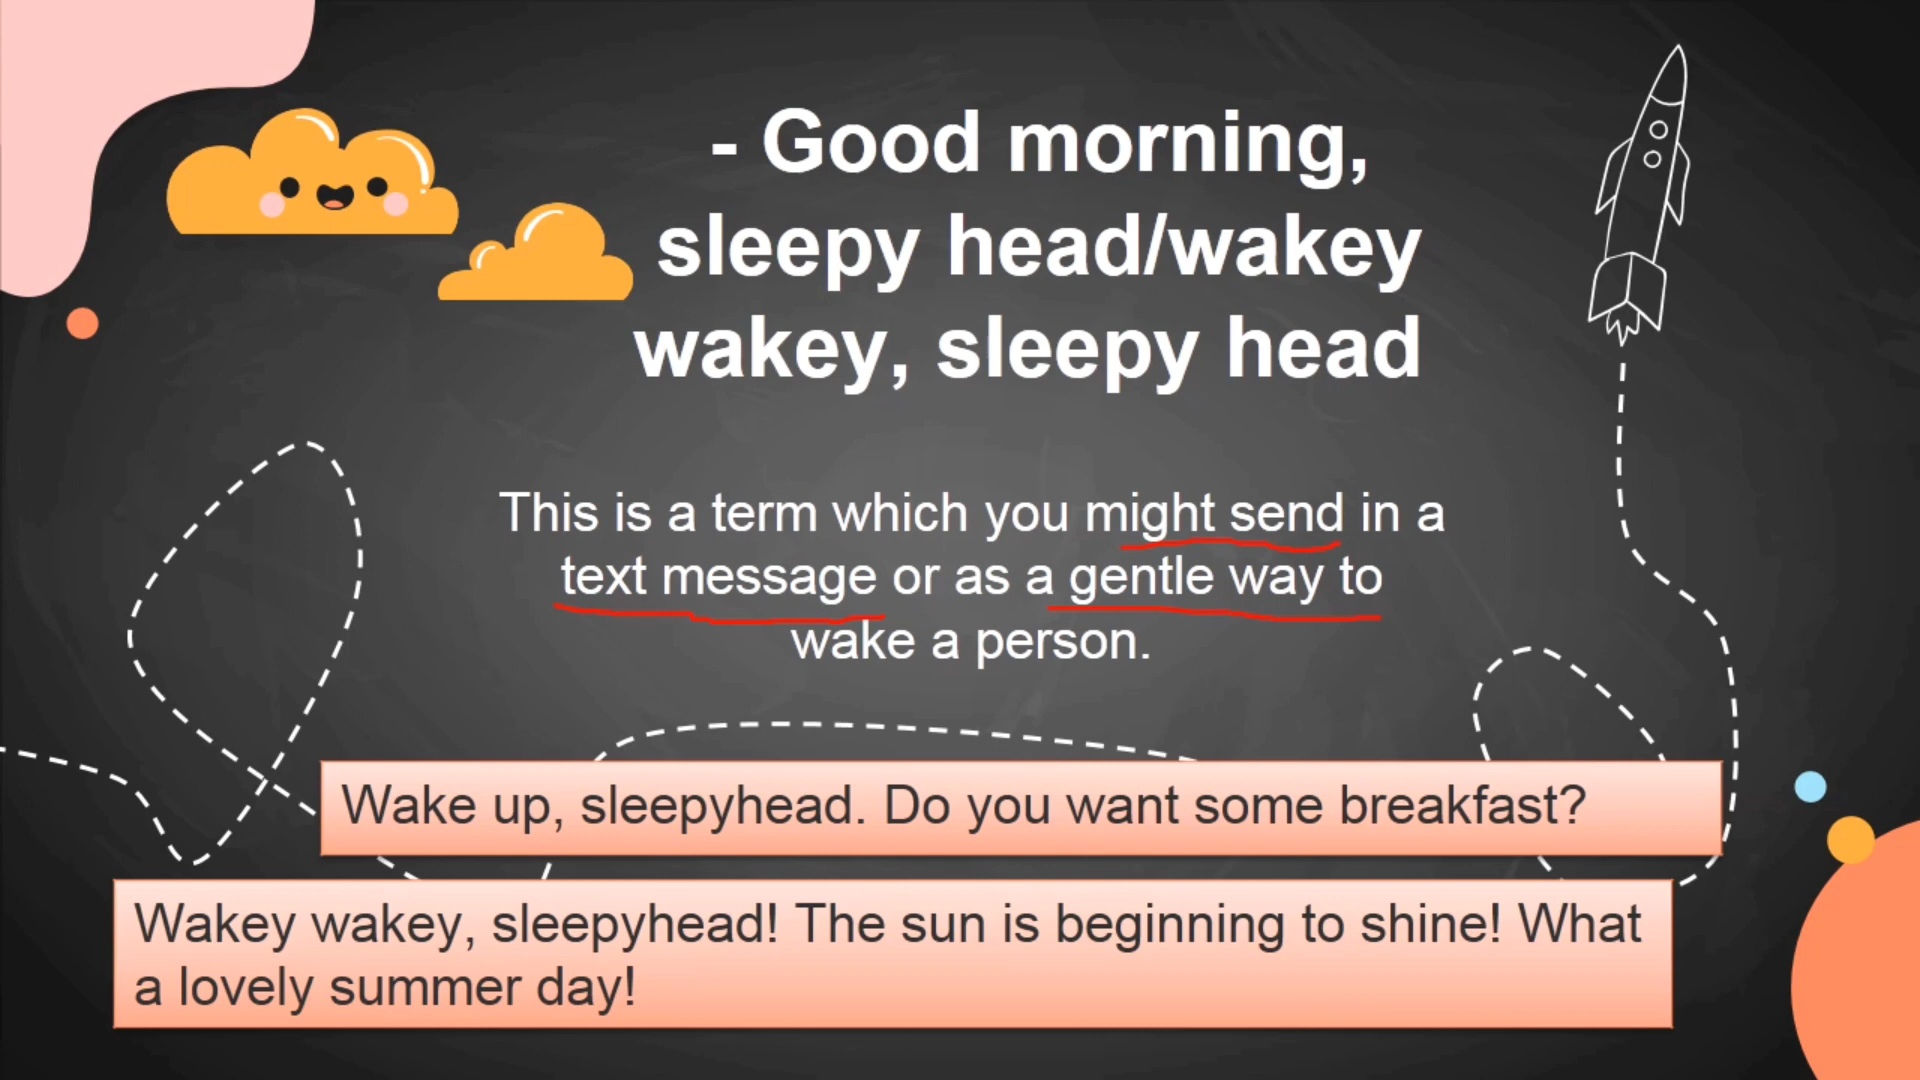 - Good morning,
sleepy head/wakey
wakey, sleepy head
This is a term which you might send in a
text message or as a gentle way to
wake a person.
Wake up, sleepyhead. Do you want some breakfast?
Wakey wakey, sleepyhead! The sun is beginning to shine! What
a lovely summer day!